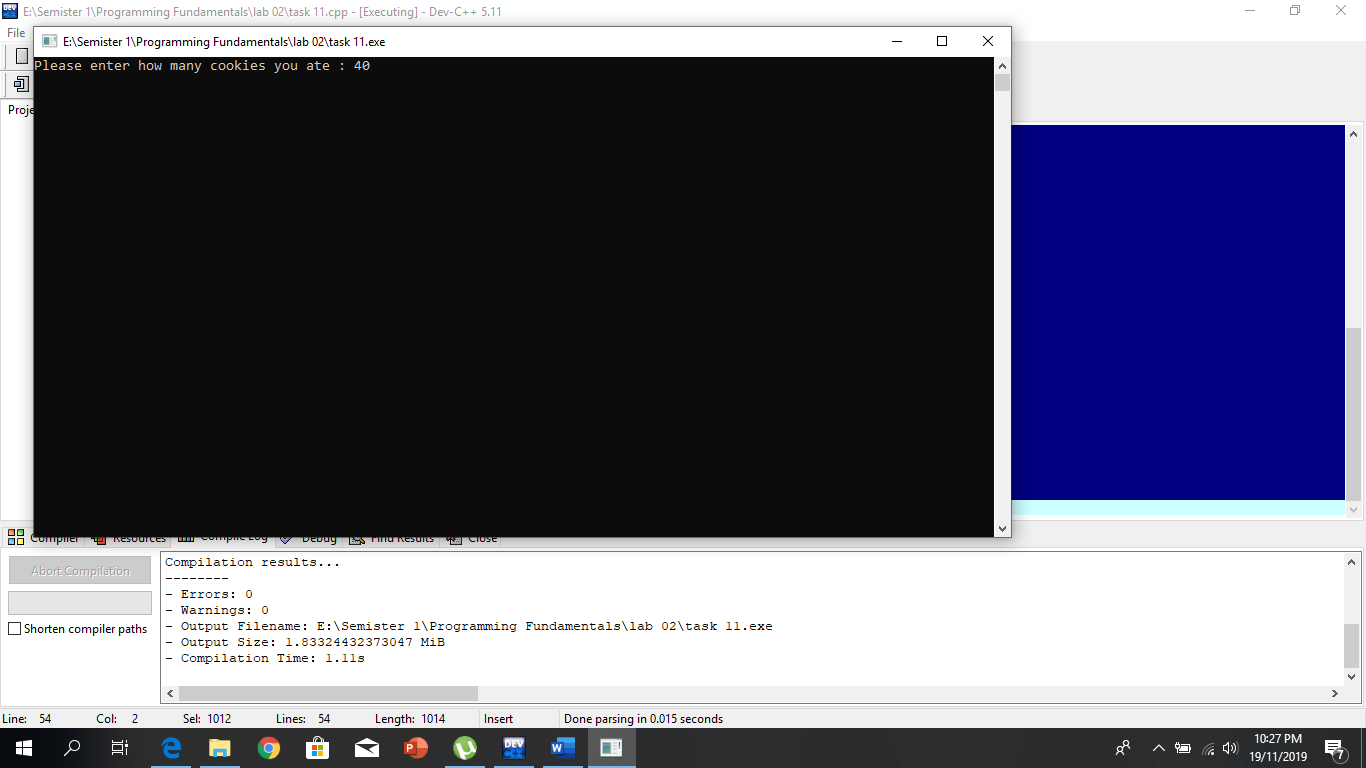 E:\Semister 1\Programming Fundamentals\lab 02\task 11.cpp - [Executing] - Dev-C++ 5.11
File
E:\Semister 1\Programming Fundamentals\lab 02\task 11.exe
Please enter how many cookies you ate : 40
Proje
Compiler Resources Compile Log Debug Find Results Close
Abort Compilation
Shorten compiler paths
Compilation results...
--------
- Errors: 0
- Warnings: 0
- Output Filename: E:\Semister 1\Programming Fundamentals\lab 02\task 11.exe
- Output Size: 1.83324432373047 MiB
- Compilation Time: 1.11s
Line: 54 Col: 2 Sel: 1012 Lines: 54 Length: 1014 Insert Done parsing in 0.015 seconds
10:27 PM
19/11/2019
7